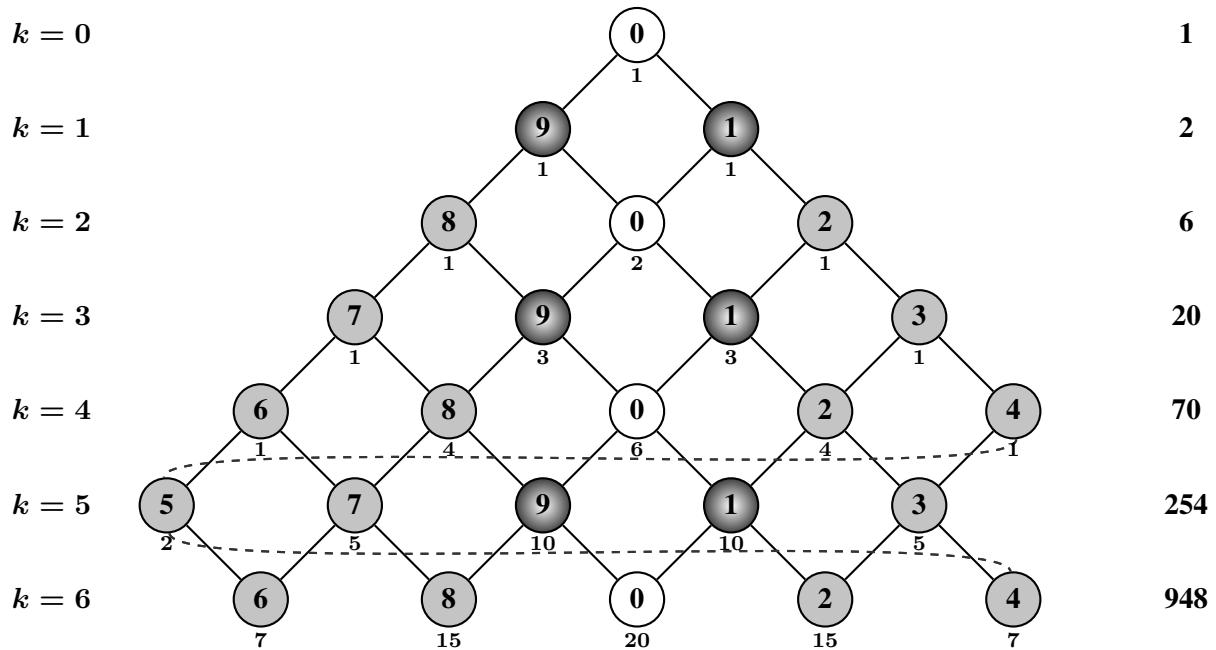 k = 0 0 1
1
k = 1 9 1 2
1 1
k = 2 8 0 2 6
1 2 1
k = 3 7 9 1 3 20
1 3 3 1
k = 4 6 8 0 2 4 70
1 4 6 4 1
k = 5 5 7 9 1 3 254
2 5 10 10 5
k = 6 6 8 0 2 4 948
7 15 20 15 7